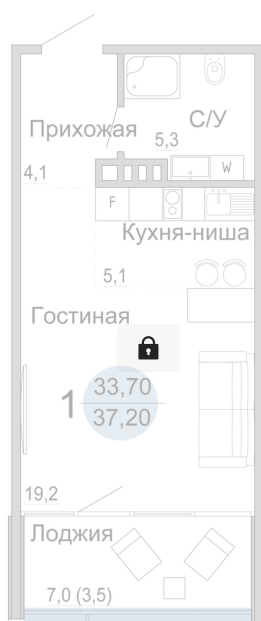 С/У
Прихожая
5,3
4,1
W
F
Кухня-ниша
5,1
Гостиная
1
33,70
37,20
19,2
Лоджия
7,0 (3,5)